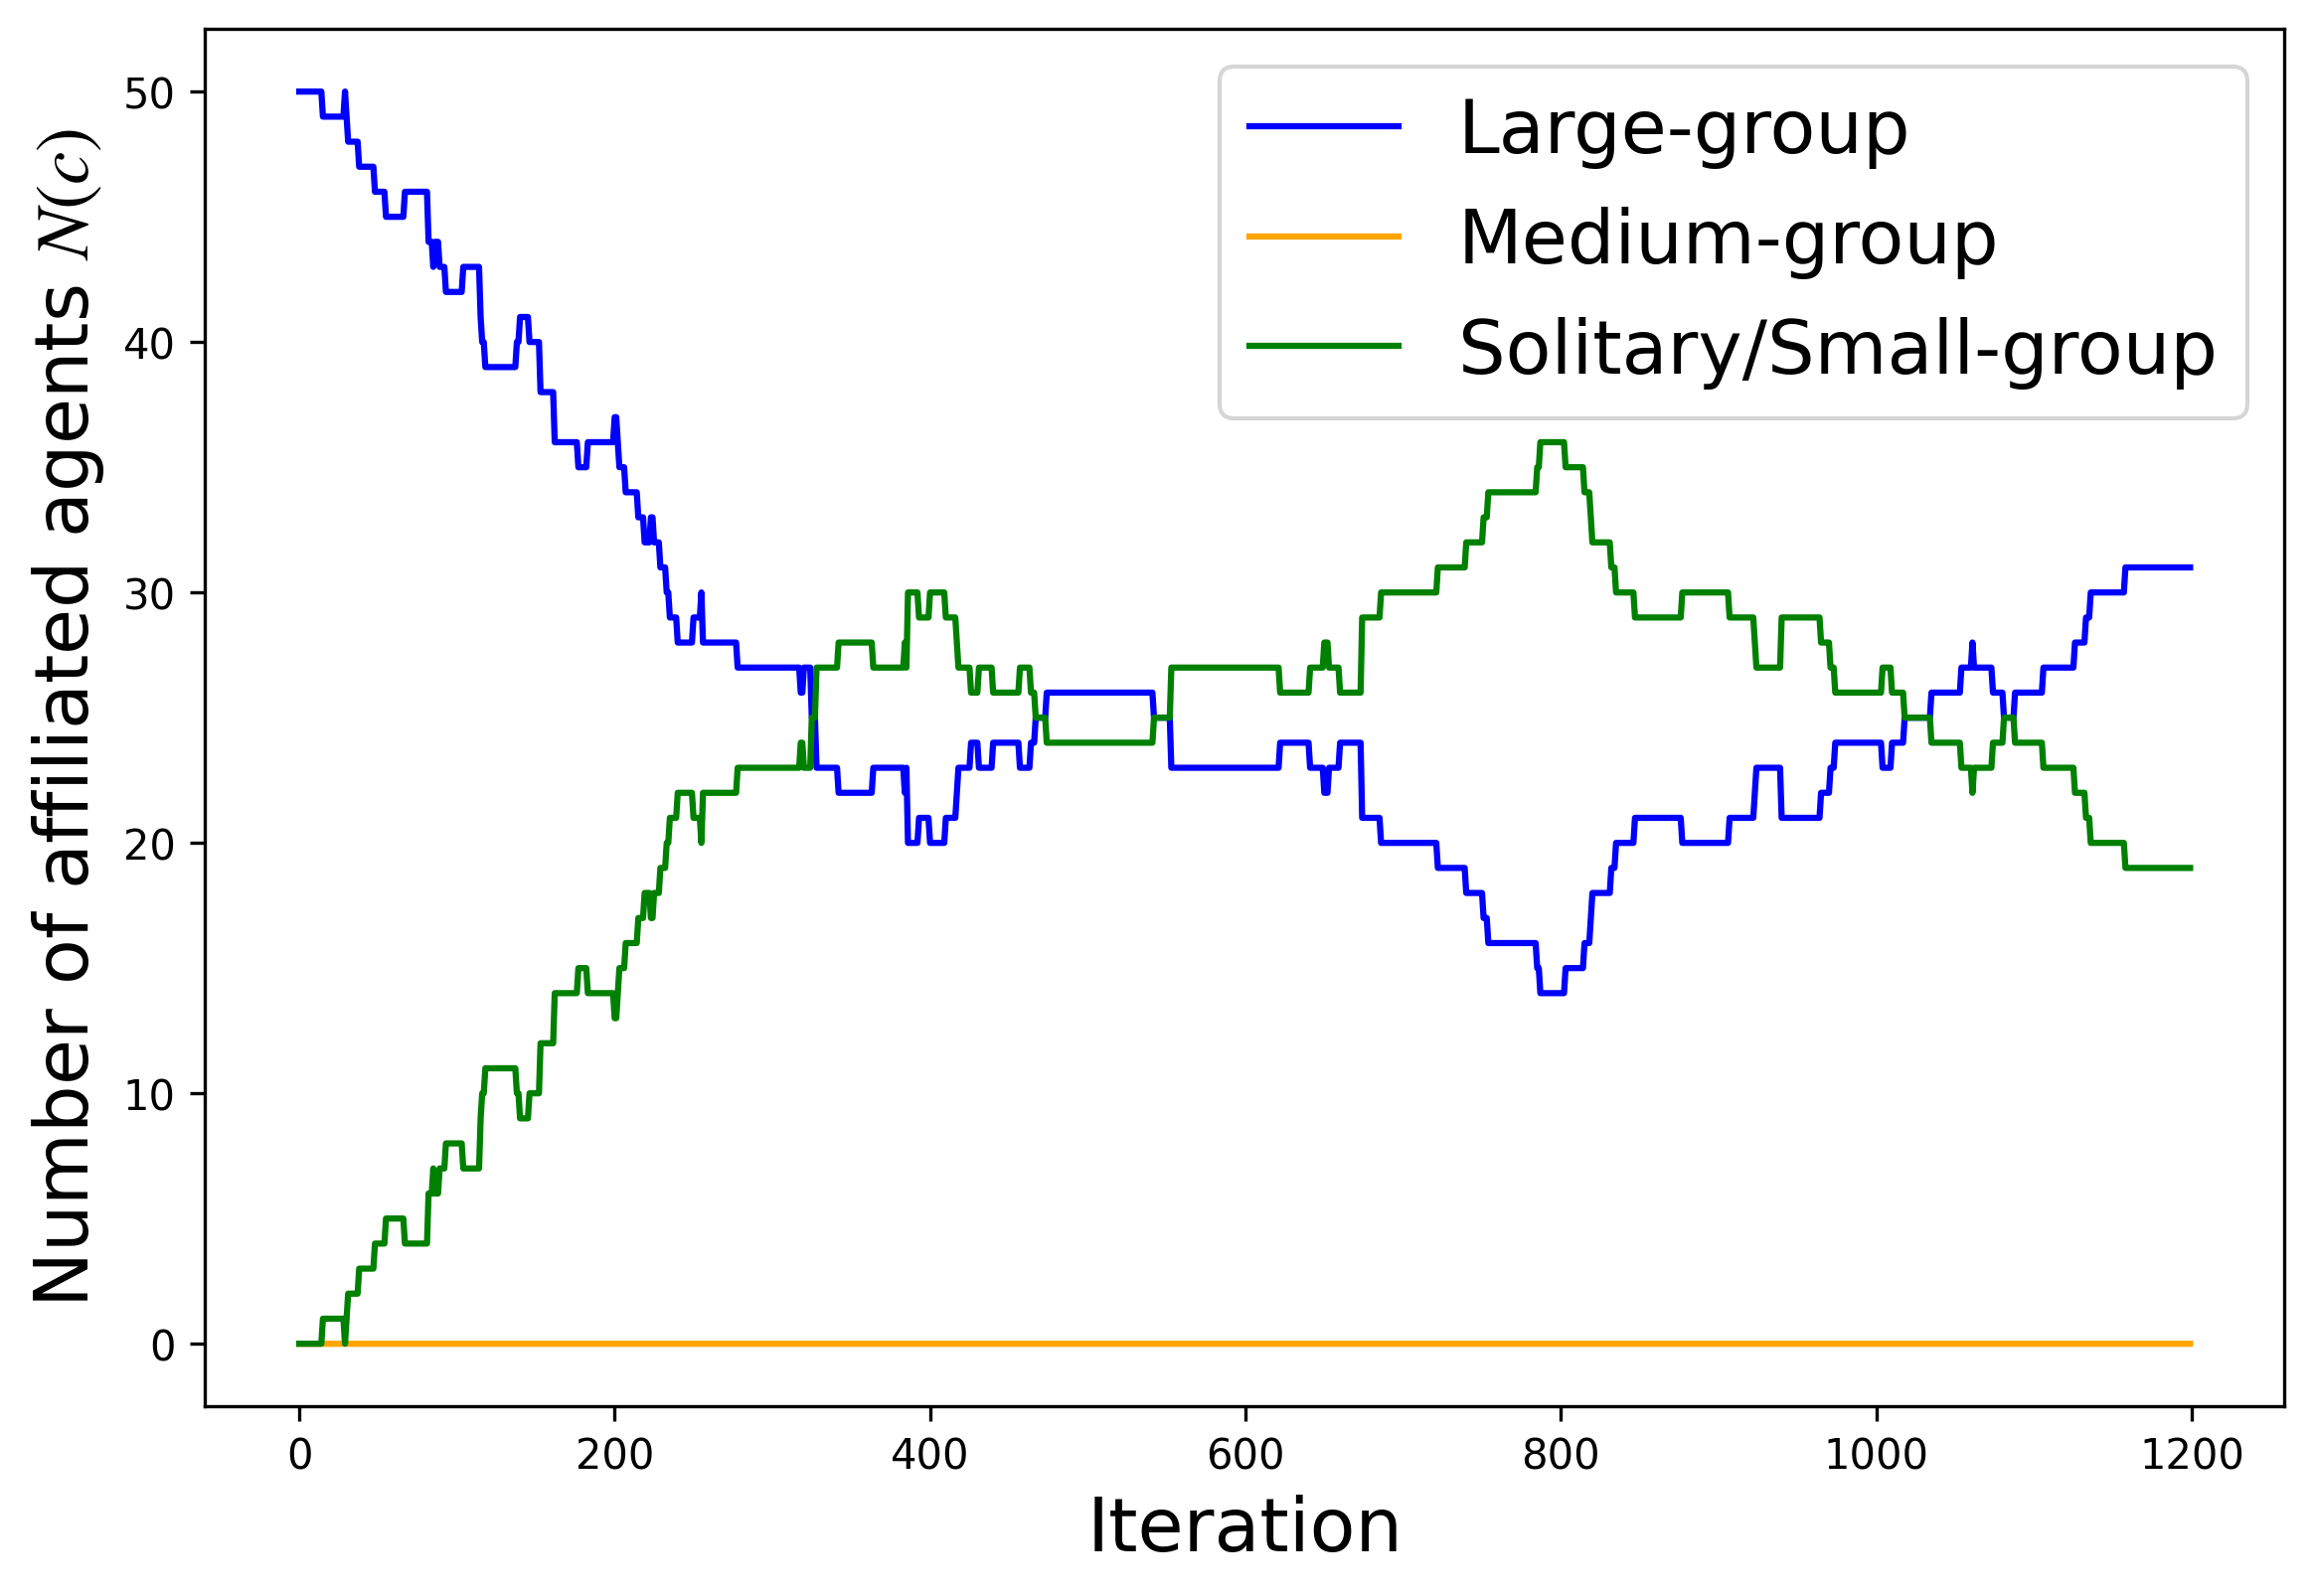 Number of affiliated agents N(c)
50
40
30
20
10
0
Large-group
Medium-group
Solitary/Small-group
0 200 400 600 800 1000 1200
Iteration